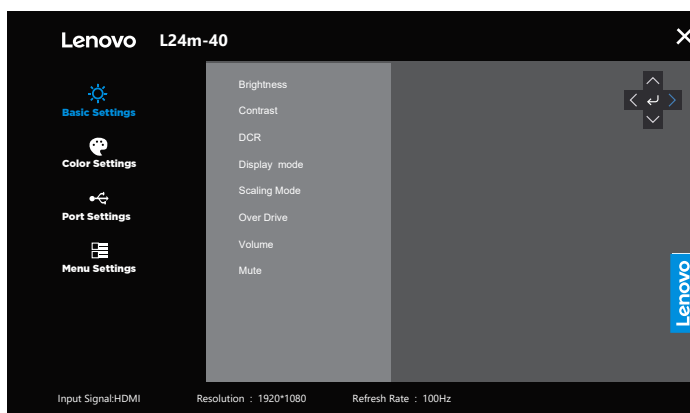 Lenovo L24m-40
Basic Settings
Color Settings
Port Settings
Menu Settings
Brightness
Contrast
DCR
Display mode
Scaling Mode
Over Drive
Volume
Mute
Lenovo
Input Signal:HDMI Resolution : 1920*1080 Refresh Rate : 100Hz